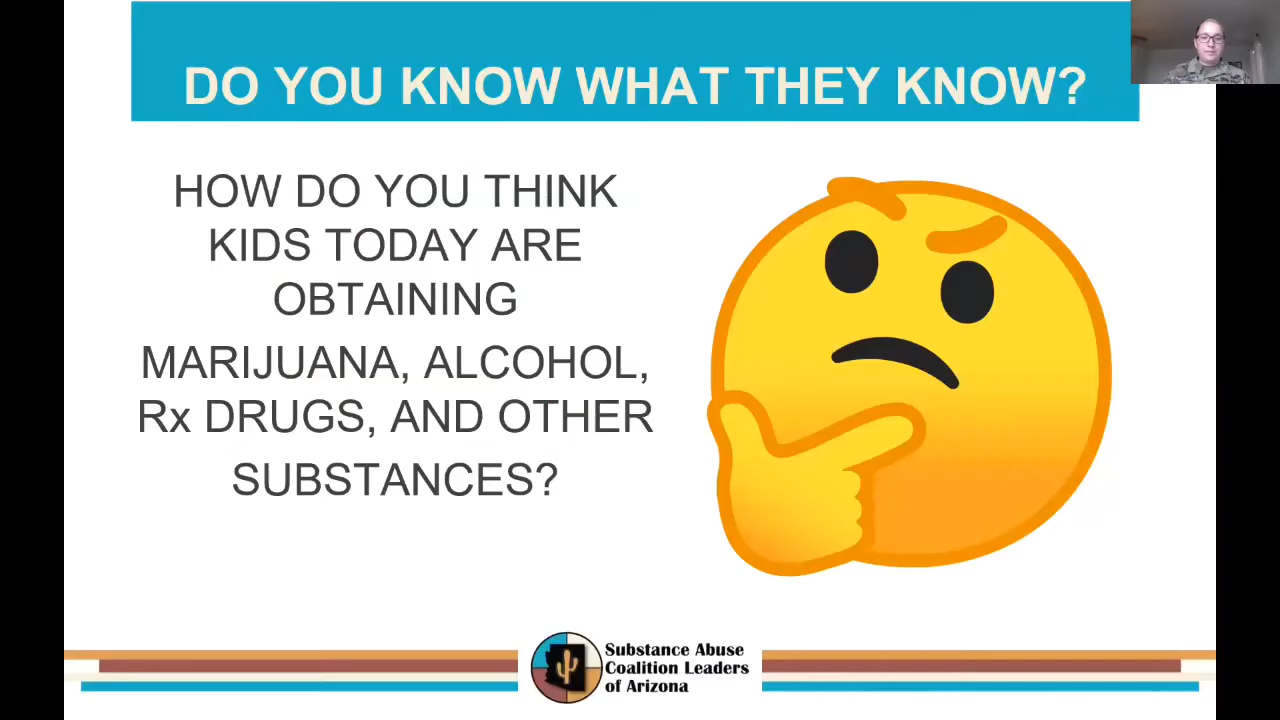 DO YOU KNOW WHAT THEY KNOW?
HOW DO YOU THINK
KIDS TODAY ARE
OBTAINING
MARIJUANA, ALCOHOL,
Rx DRUGS, AND OTHER
SUBSTANCES?
Substance Abuse
Coalition Leaders
of Arizona